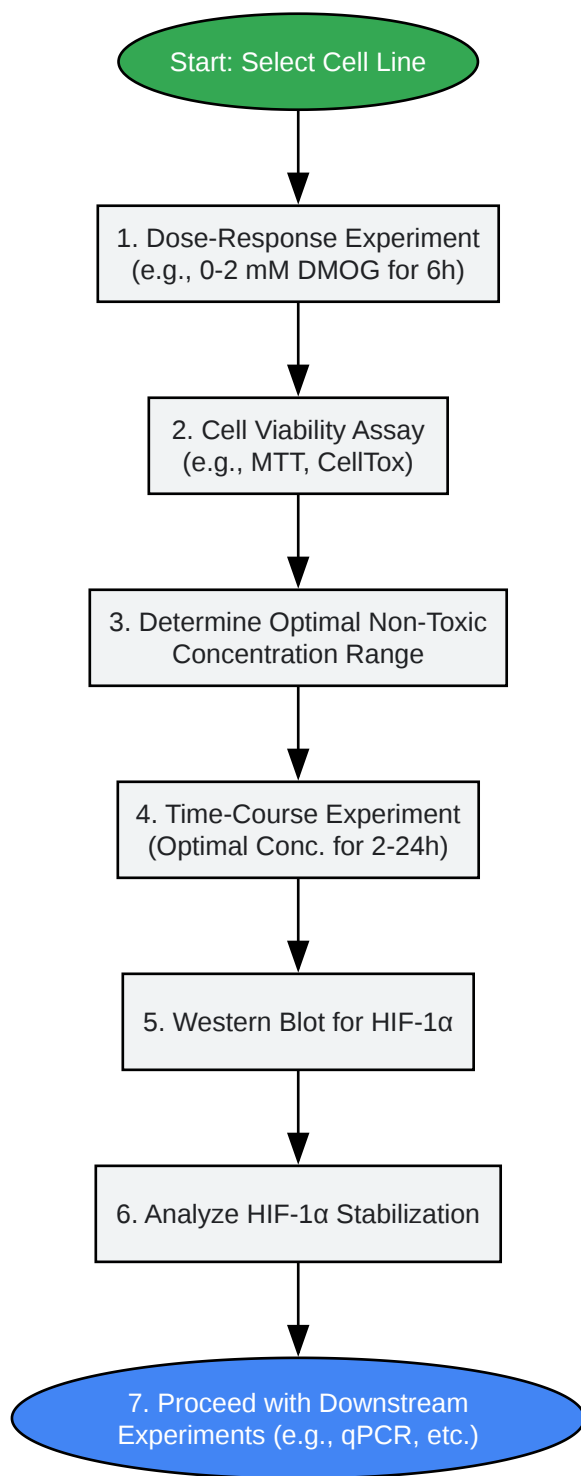 Start: Select Cell Line
1. Dose-Response Experiment
(e.g., 0-2 mM DMOG for 6h)
2. Cell Viability Assay
(e.g., MTT, CellTox)
3. Determine Optimal Non-Toxic
Concentration Range
4. Time-Course Experiment
(Optimal Conc. for 2-24h)
5. Western Blot for HIF-1α
6. Analyze HIF-1α Stabilization
7. Proceed with Downstream
Experiments (e.g., qPCR, etc.)